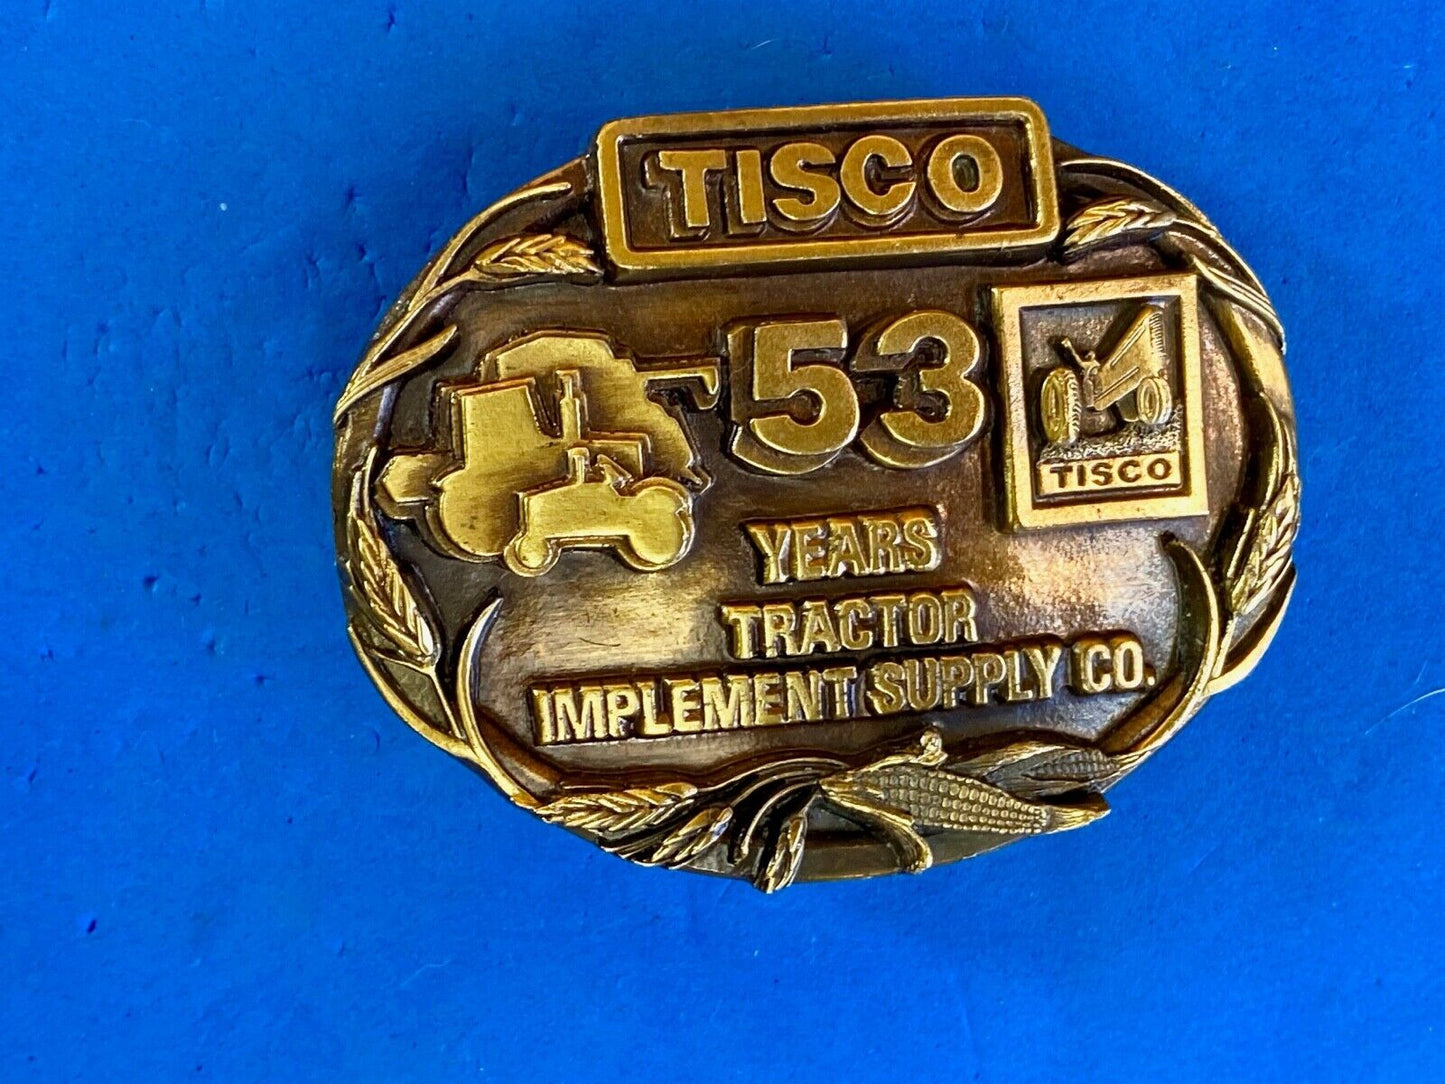 TISCO
53
TISCO
YEARS
TRACTOR
IMPLEMENT SUPPLY CO.